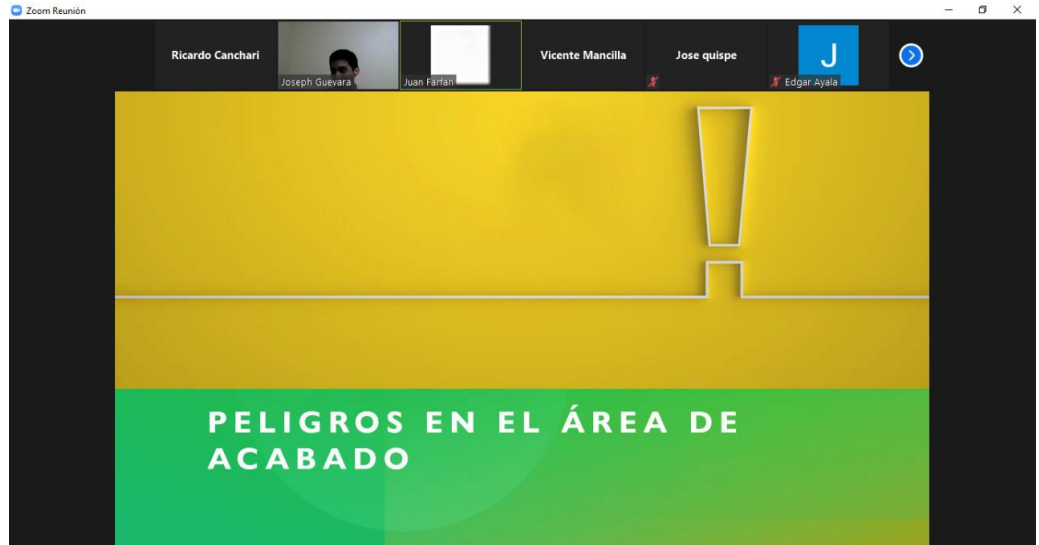 Zoom Reunión
Ricardo Canchari
Joseph Guevara
Juan Farfan
Vicente Mancilla
Jose quispe
J
Edgar Ayala
!
PELIGROS EN EL ÁREA DE
ACABADO